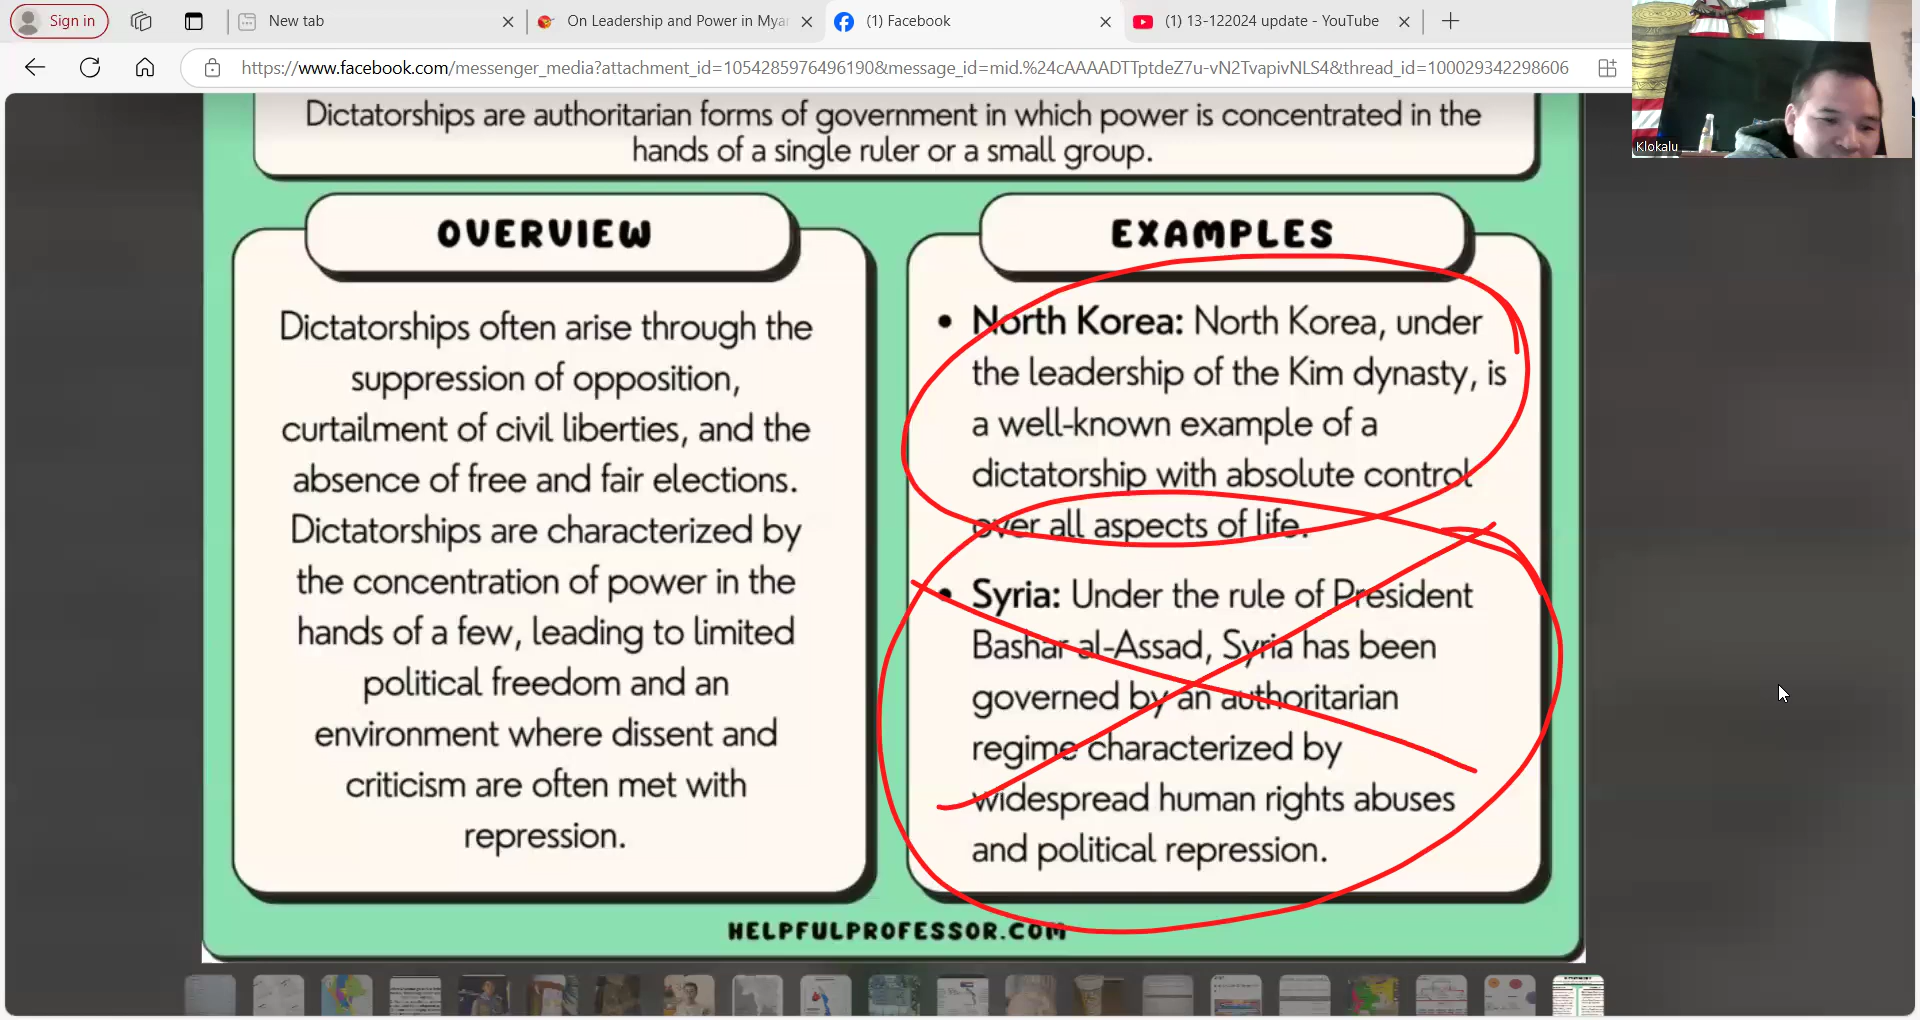 Sign in
New tab
On Leadership and Power in Myan
(1) Facebook
(1) 13-122024 update - YouTube
https://www.facebook.com/messenger_media?attachment_id=1054285976496190&message_id=mid.%24cAAAADTTptdeZ7u-vN2TvapivNLS4&thread_id=100029342298606
Klokalu
Dictatorships are authoritarian forms of government in which power is concentrated in the
hands of a single ruler or a small group.
OVERVIEW
Dictatorships often arise through the
suppression of opposition,
curtailment of civil liberties, and the
absence of free and fair elections.
Dictatorships are characterized by
the concentration of power in the
hands of a few, leading to limited
political freedom and an
environment where dissent and
criticism are often met with
repression.
EXAMPLES
• North Korea: North Korea, under
the leadership of the Kim dynasty, is
a well-known example of a
dictatorship with absolute control
over all aspects of life.
• Syria: Under the rule of President
Bashar al-Assad, Syria has been
governed by an authoritarian
regime characterized by
widespread human rights abuses
and political repression.
HELPFULPROFESSOR.COM